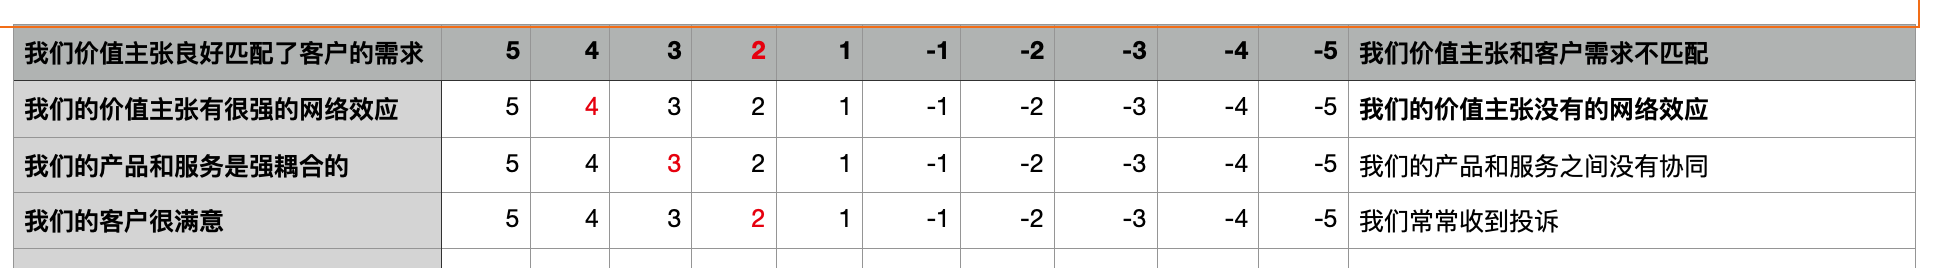 我们价值主张良好匹配了客户的需求 5 4 3 2 1 -1 -2 -3 -4 -5 我们价值主张和客户需求不匹配
我们的价值主张有很强的网络效应 5 4 3 2 1 -1 -2 -3 -4 -5 我们的价值主张没有的网络效应
我们的产品和服务是强耦合的 5 4 3 2 1 -1 -2 -3 -4 -5 我们的产品和服务之间没有协同
我们的客户很满意 5 4 3 2 1 -1 -2 -3 -4 -5 我们常常收到投诉